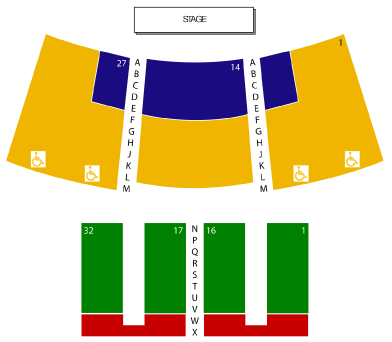 STAGE
1
27 14
A A
B B
C C
D D
E E
F F
G G
H H
J J
K K
L L
M M
32 17 N 16 1
P
Q
R
S
T
U
V
W
X